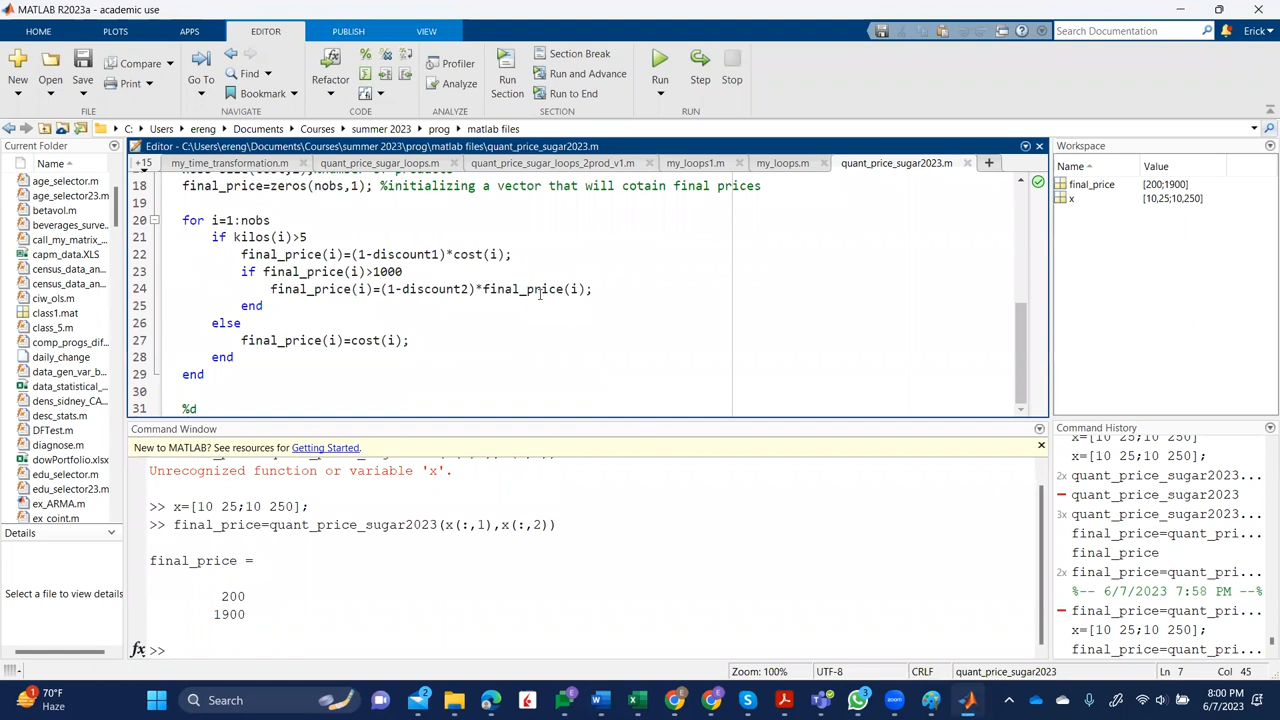 MATLAB R2023a - academic use
HOME PLOTS APPS EDITOR PUBLISH VIEW
Search Documentation
Erick
New
Open
Save
Compare
Print
Go To
Find
Bookmark
Refactor
Profiler
Analyze
Run
Section
Section Break
Run and Advance
Run to End
Run
Step
Stop
FILE NAVIGATE CODE ANALYZE SECTION RUN
C: Users ereng Documents Courses summer 2023 prog matlab files
Current Folder
Name
age_selector.m
age_selector23.m
betavol.m
beverages_surve...
call_my_matrix_...
capm_data.XLS
census_data_an...
census_data_an...
ciw_ols.m
class1.mat
class_5.m
comp_progs_dif...
daily_change
data_gen_var_b...
data_statistical_...
dens_sidney_CA...
desc_stats.m
DFTest.m
diagnose.m
dowPortfolio.xlsx
edu_selector.m
edu_selector23.m
ex_ARMA.m
ex_coint.m
Details
Select a file to view details
Editor - C:\Users\ereng\Documents\Courses\summer 2023\prog\matlab files\quant_price_sugar2023.m
+15 my_time_transformation.m quant_price_sugar_loops.m quant_price_sugar_loops_2prod_v1.m my_loops1.m my_loops.m quant_price_sugar2023.m
18 final_price=zeros(nobs,1); %initializing a vector that will cotain final prices
19
20 for i=1:nobs
21 if kilos(i)>5
22 final_price(i)=(1-discount1)*cost(i);
23 if final_price(i)>1000
24 final_price(i)=(1-discount2)*final_price(i);
25 end
26 else
27 final_price(i)=cost(i);
28 end
29 end
30
31 %d
Command Window
New to MATLAB? See resources for Getting Started.
Unrecognized function or variable 'x'.
>> x=[10 25;10 250];
>> final_price=quant_price_sugar2023(x(:,1),x(:,2))
final_price =
200
1900
fx >>
Workspace
Name Value
final_price [200;1900]
x [10,25;10,250]
Command History
x=[10 25;10 250]
x=[10 25;10 250];
2x quant_price_sugar2023...
quant_price_sugar2023
3x quant_price_sugar2023...
final_price=quant_pri...
final_price
2x final_price=quant_pri...
%-- 6/7/2023 7:58 PM --%
final_price=quant_pri...
x=[10 25;10 250];
final_price=quant_pri...
Zoom: 100% UTF-8 CRLF quant_price_sugar2023 Ln 7 Col 45
70°F
Haze
Search
8:00 PM
6/7/2023